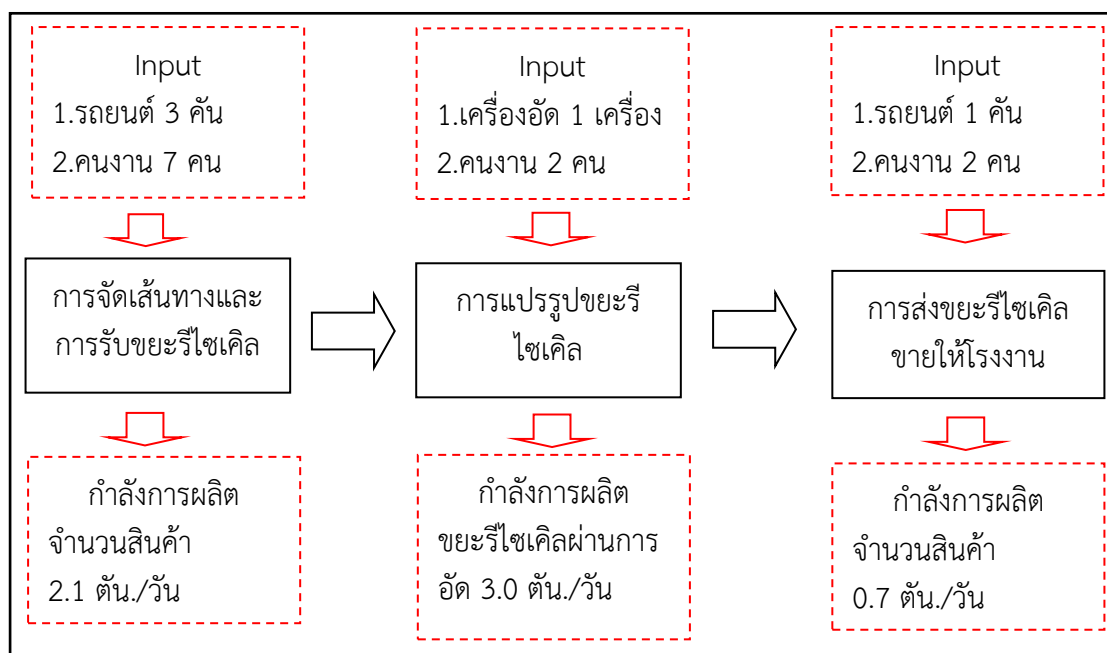 Input
1.รถยนต์ 3 คัน
2.คนงาน 7 คน
Input
1.เครื่องอัด 1 เครื่อง
2.คนงาน 2 คน
Input
1.รถยนต์ 1 คัน
2.คนงาน 2 คน
การจัดเส้นทางและ
การรับขยะรีไซเคิล
การแปรรูปขยะรี
ไซเคิล
การส่งขยะรีไซเคิล
ขายให้โรงงาน
กำลังการผลิต
จำนวนสินค้า
2.1 ตัน./วัน
กำลังการผลิต
ขยะรีไซเคิลผ่านการ
อัด 3.0 ตัน./วัน
กำลังการผลิต
จำนวนสินค้า
0.7 ตัน./วัน